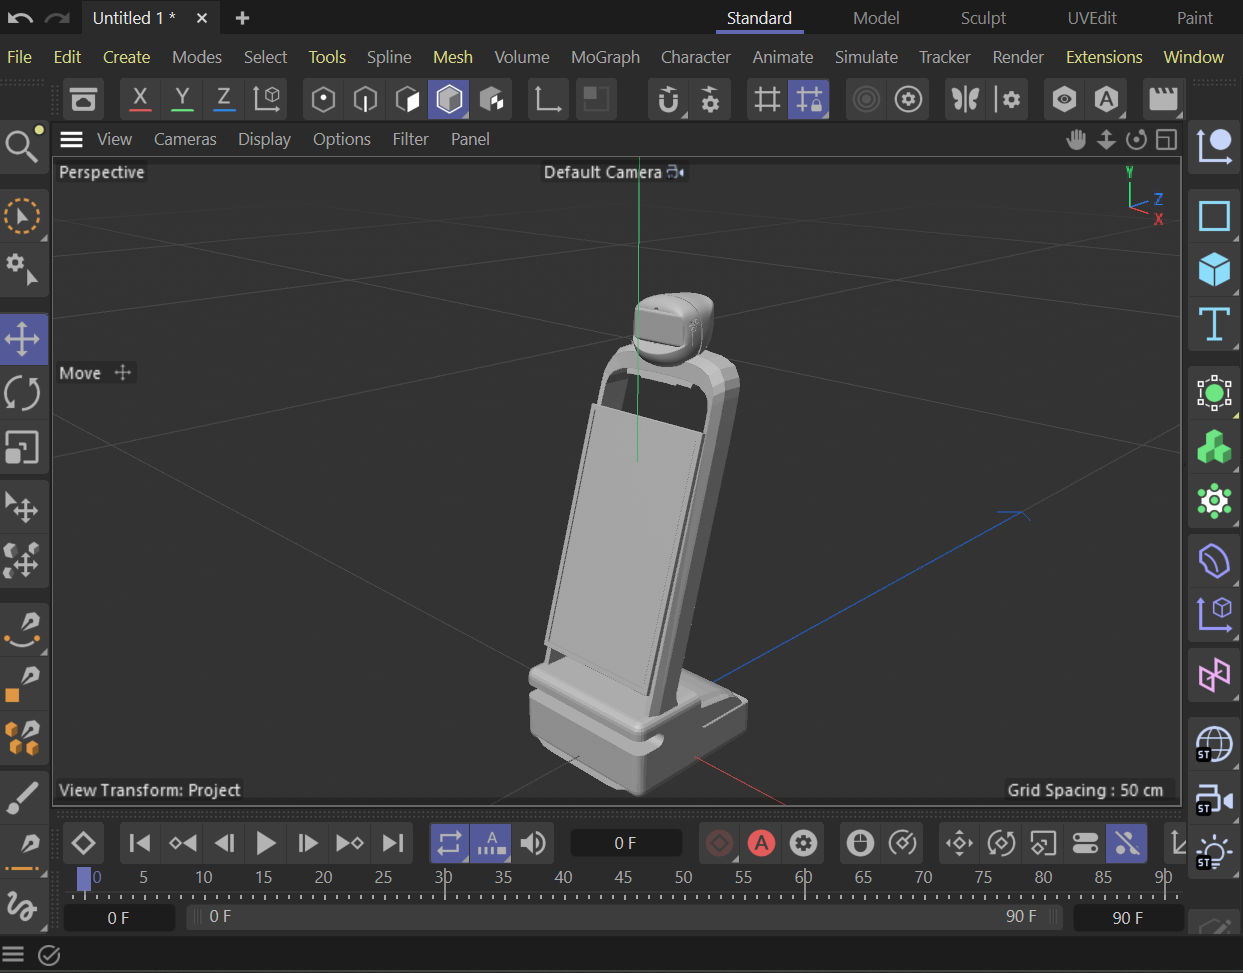 Untitled 1 * × +
Standard Model Sculpt UVEdit Paint
File Edit Create Modes Select Tools Spline Mesh Volume MoGraph Character Animate Simulate Tracker Render Extensions Window
X Y Z A
View Cameras Display Options Filter Panel
Perspective
Default Camera
Y
Z
X
T
Move
View Transform: Project
Grid Spacing : 50 cm
ST
ST
ST
A
0 F
A
0 5 10 15 20 25 30 35 40 45 50 55 60 65 70 75 80 85 90
0 F
0 F
90 F
90 F